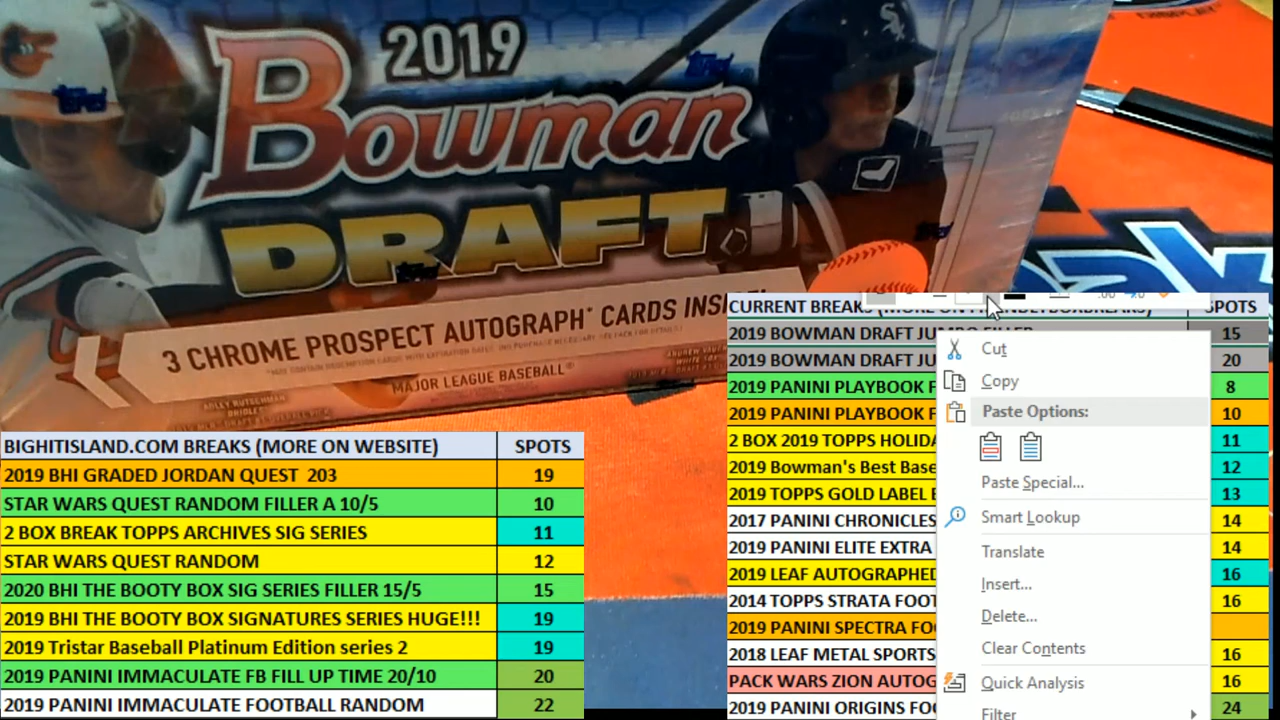 2019
Bowman
DRAFT
3 CHROME PROSPECT AUTOGRAPH* CARDS INSI
MAJOR LEAGUE BASEBALL®
ADLEY RUTSCHMAN
ORIOLES®
ANDREW VAUGHN
WHITE SOX
BIGHITISLAND.COM BREAKS (MORE ON WEBSITE) SPOTS
2019 BHI GRADED JORDAN QUEST 203 19
STAR WARS QUEST RANDOM FILLER A 10/5 10
2 BOX BREAK TOPPS ARCHIVES SIG SERIES 11
STAR WARS QUEST RANDOM 12
2020 BHI THE BOOTY BOX SIG SERIES FILLER 15/5 15
2019 BHI THE BOOTY BOX SIGNATURES SERIES HUGE!!! 19
2019 Tristar Baseball Platinum Edition series 2 19
2019 PANINI IMMACULATE FB FILL UP TIME 20/10 20
2019 PANINI IMMACULATE FOOTBALL RANDOM 22
CURRENT BREAKS (MORE ON SPOTS
2019 BOWMAN DRAFT JUMBO FILLER 15
2019 BOWMAN DRAFT JU 20
2019 PANINI PLAYBOOK F 8
2019 PANINI PLAYBOOK F 10
2 BOX 2019 TOPPS HOLIDA 11
2019 Bowman's Best Base 12
2019 TOPPS GOLD LABEL 13
2017 PANINI CHRONICLES 14
2019 PANINI ELITE EXTRA 14
2019 LEAF AUTOGRAPHED 16
2014 TOPPS STRATA FOOT 16
2019 PANINI SPECTRA FO
2018 LEAF METAL SPORTS 16
PACK WARS ZION AUTOG 16
2019 PANINI ORIGINS FO 24
Cut
Copy
Paste Options:
Paste Special...
Smart Lookup
Translate
Insert...
Delete...
Clear Contents
Quick Analysis
Filter